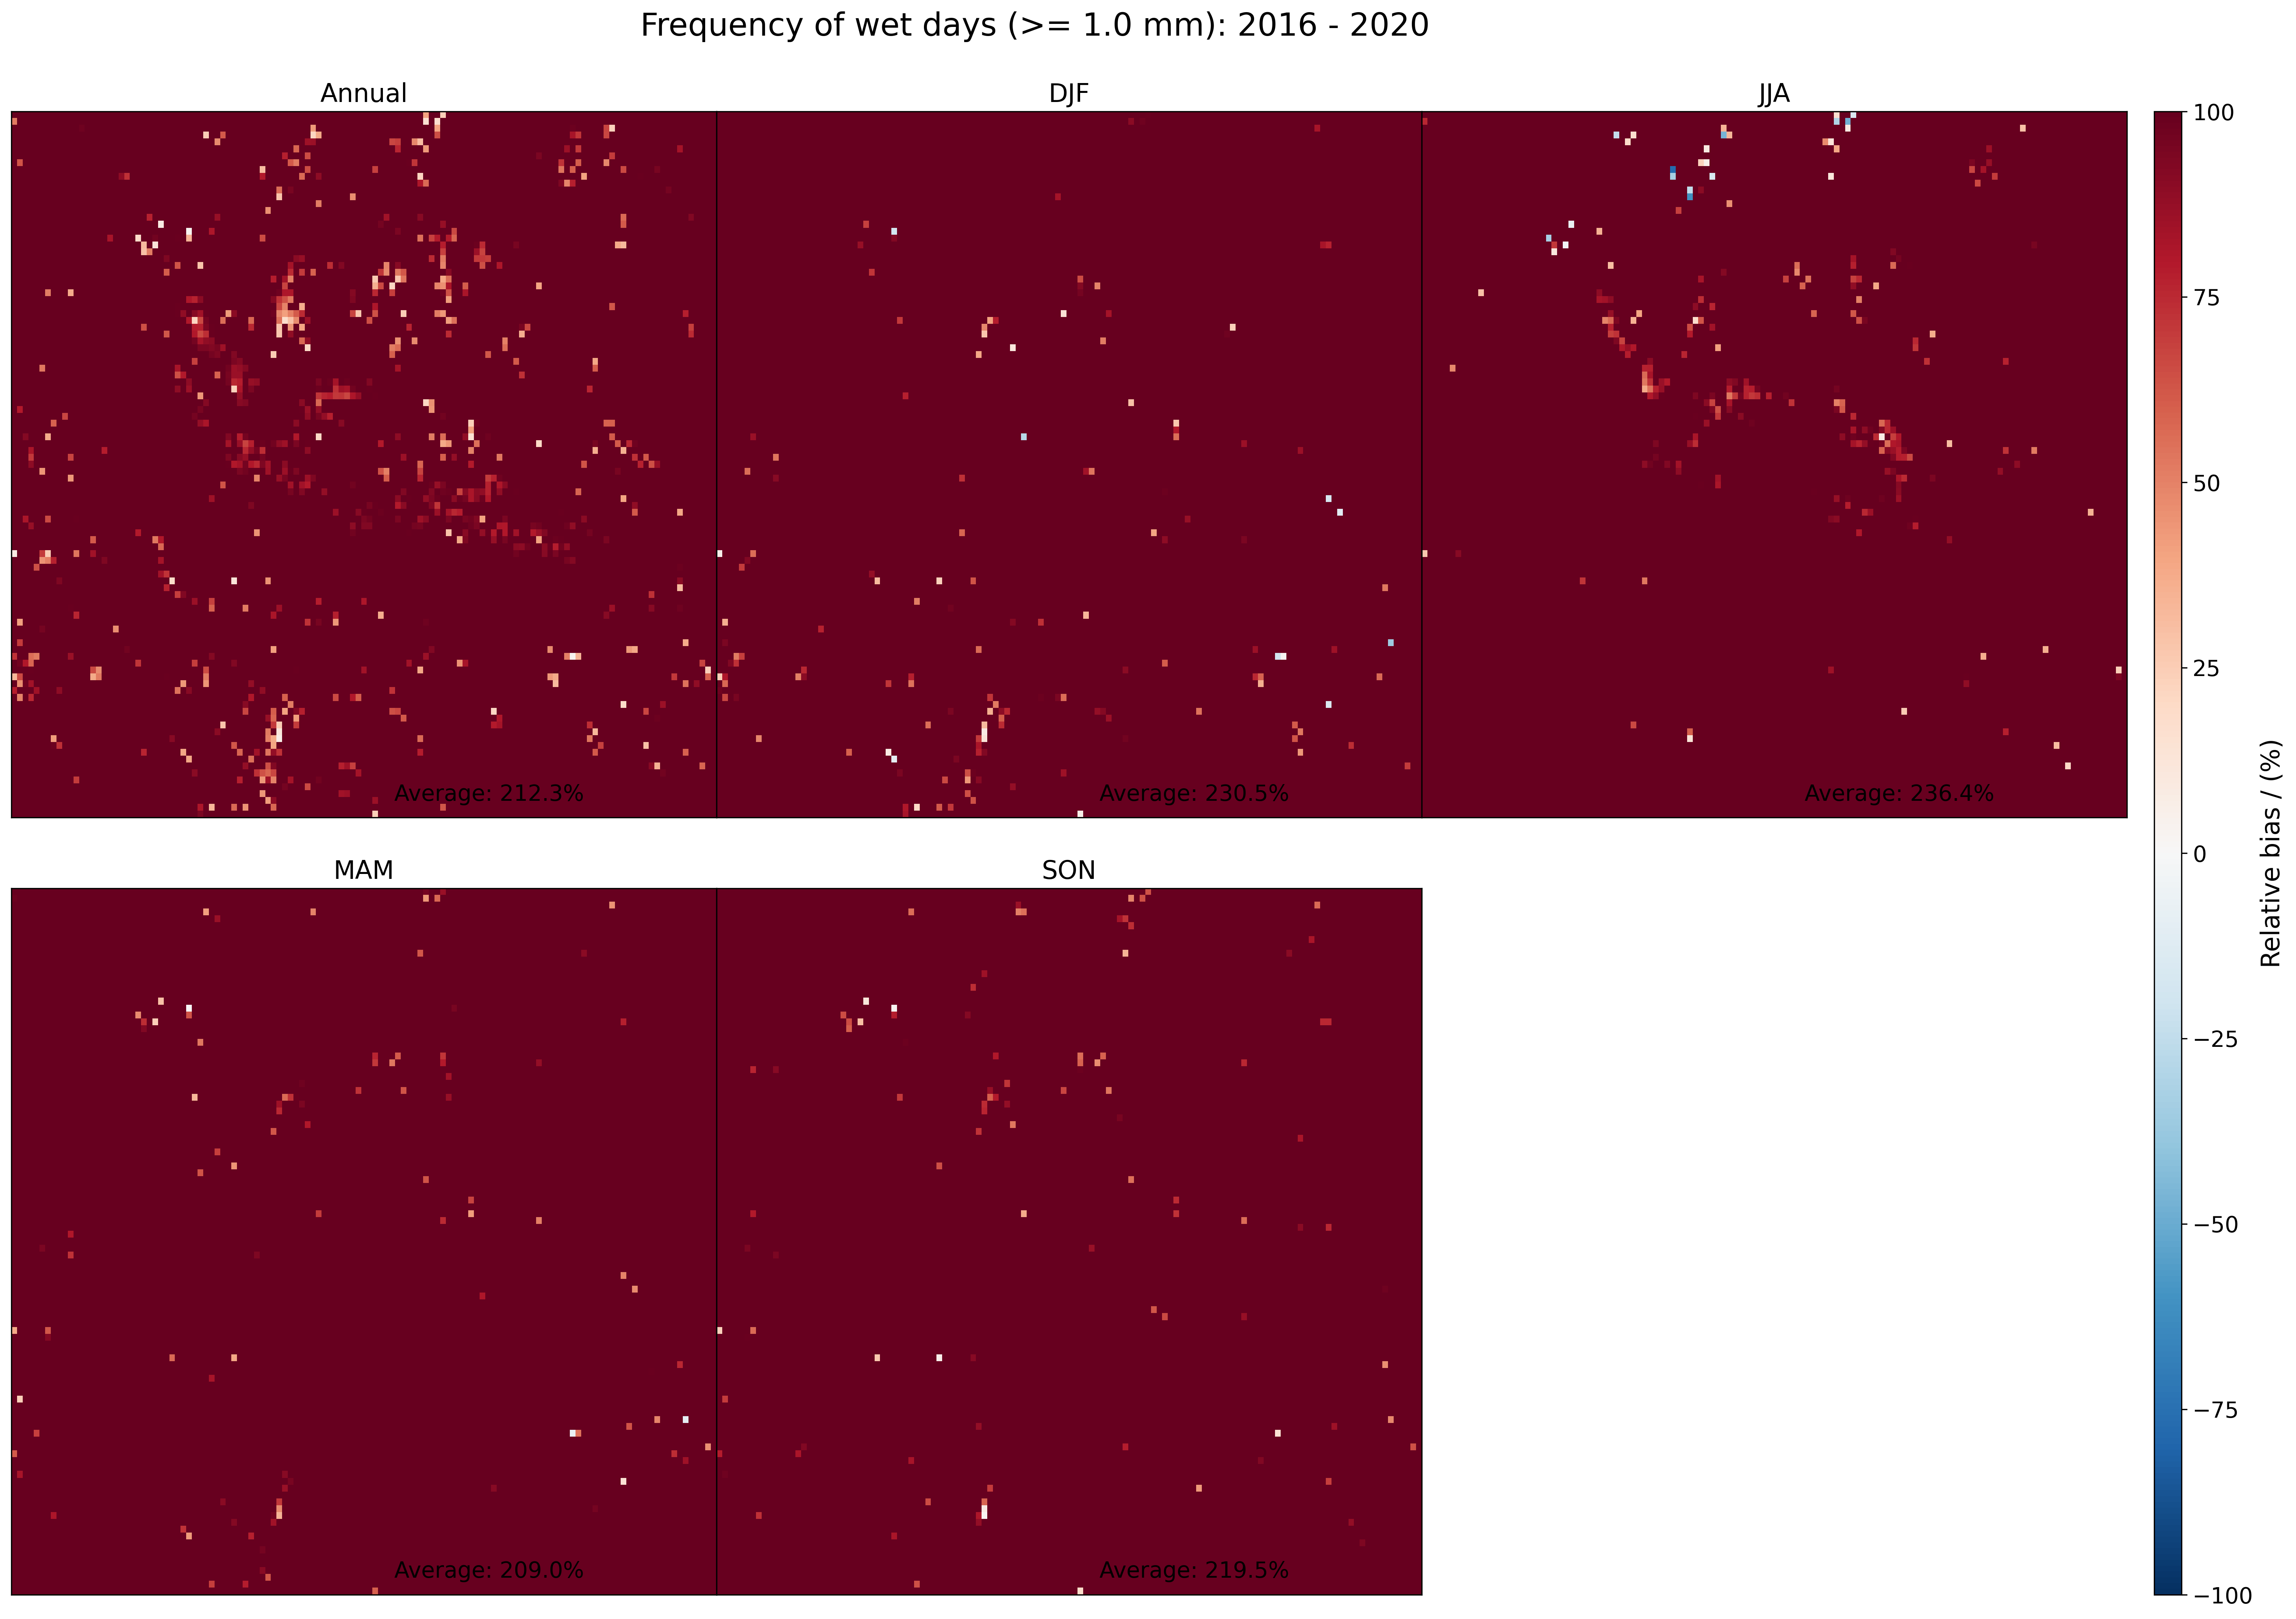 Frequency of wet days (>= 1.0 mm): 2016 - 2020
Annual
DJF
JJA
Average: 212.3%
Average: 230.5%
Average: 236.4%
MAM
SON
Average: 209.0%
Average: 219.5%
100
75
50
25
0
−25
−50
−75
−100
Relative bias / (%)